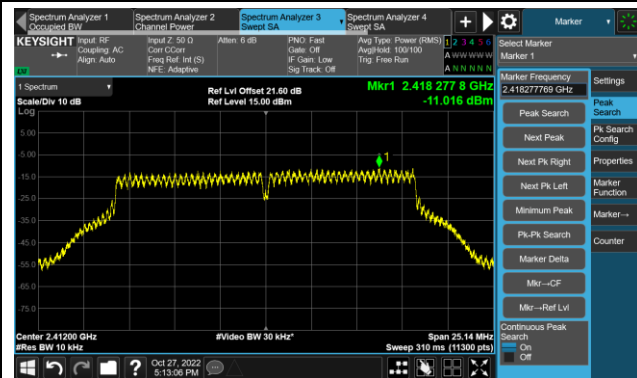 Spectrum Analyzer 1
Occupied BW
Spectrum Analyzer 2
Channel Power
Spectrum Analyzer 3
Swept SA
Spectrum Analyzer 4
Swept SA
Marker
KEYSIGHT
Input: RF
Coupling: AC
Align: Auto
Input Z: 50 Ω
Corr CCorr
Freq Ref: Int (S)
NFE: Adaptive
Atten: 6 dB
PNO: Fast
Gate: Off
IF Gain: Low
Sig Track: Off
Avg Type: Power (RMS)
Avg|Hold: 100/100
Trig: Free Run
1 2 3 4 5 6
A W W W W W
A N N N N N
Select Marker
Marker 1
LXI
1 Spectrum
Scale/Div 10 dB
Ref Lvl Offset 21.60 dB
Ref Level 15.00 dBm
Mkr1 2.418 277 8 GHz
-11.016 dBm
Log
5.00
-5.00
-15.0
-25.0
-35.0
-45.0
-55.0
-65.0
-75.0
1
Center 2.41200 GHz
#Res BW 10 kHz
#Video BW 30 kHz*
Span 25.14 MHz
Sweep 310 ms (11300 pts)
Marker Frequency
2.418277769 GHz
Peak Search
Next Peak
Next Pk Right
Next Pk Left
Minimum Peak
Pk-Pk Search
Marker Delta
Mkr→CF
Mkr→Ref Lvl
Continuous Peak
Search
On
Off
Settings
Peak
Search
Pk Search
Config
Properties
Marker
Function
Marker→
Counter
Oct 27, 2022
5:13:06 PM